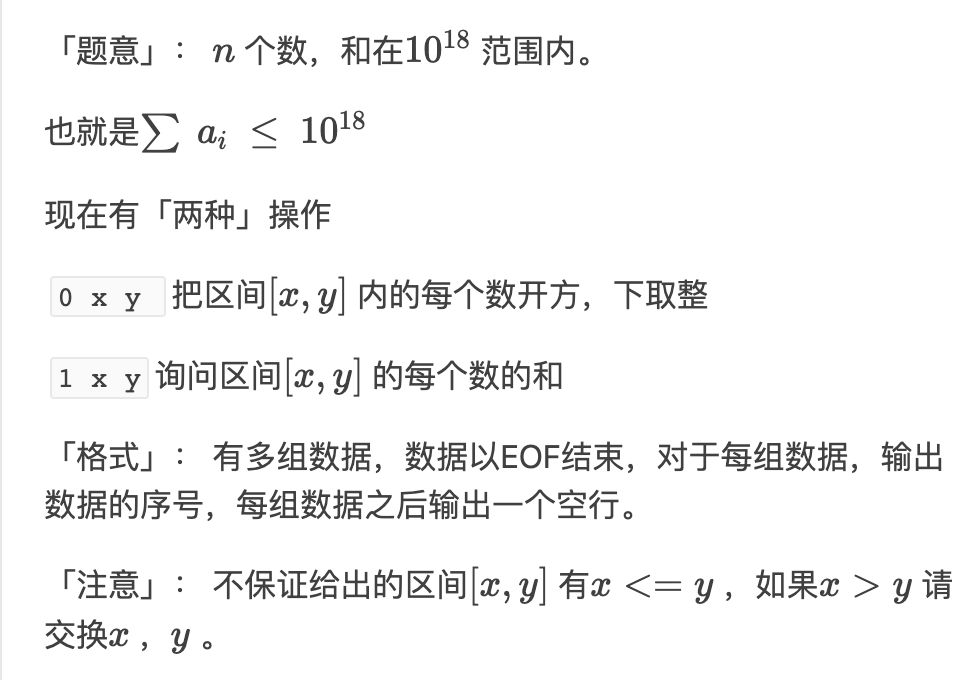 「题意」： n 个数，和在10^18 范围内。
也就是∑ a_i ≤ 10^18
现在有「两种」操作
0 x y 把区间[x, y] 内的每个数开方，下取整
1 x y 询问区间[x, y] 的每个数的和
「格式」： 有多组数据，数据以EOF结束，对于每组数据，输出
数据的序号，每组数据之后输出一个空行。
「注意」： 不保证给出的区间[x, y] 有x <= y ，如果x > y 请
交换x ，y 。